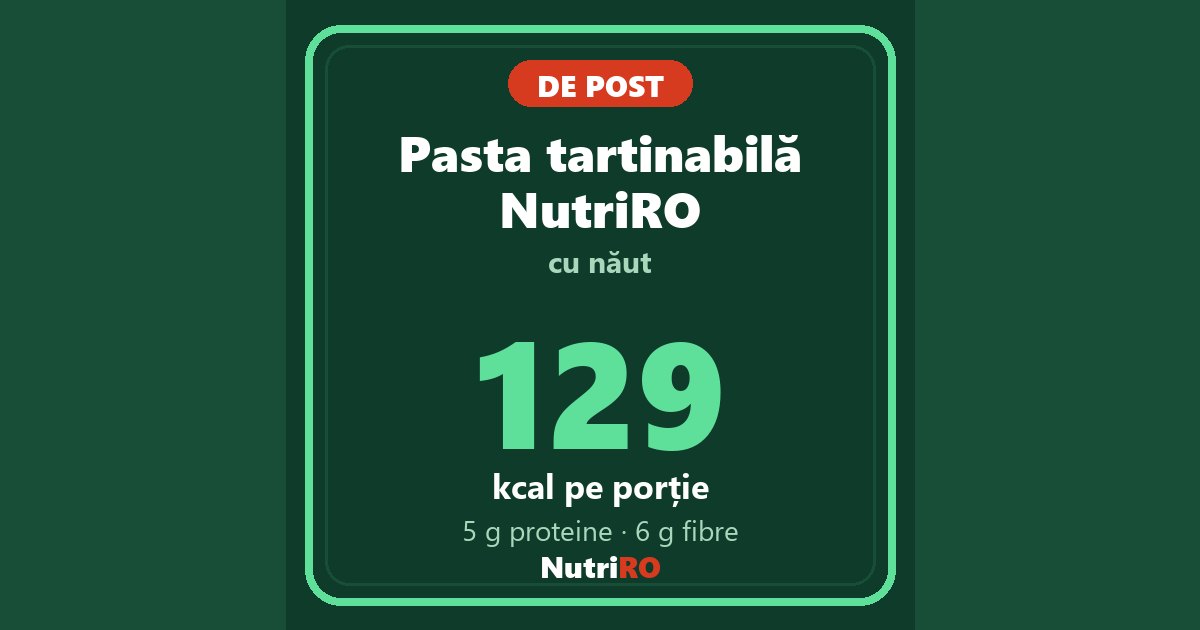 DE POST
Pasta tartinabilă
NutriRO
cu năut
129
kcal pe porție
5 g proteine · 6 g fibre
NutriRO